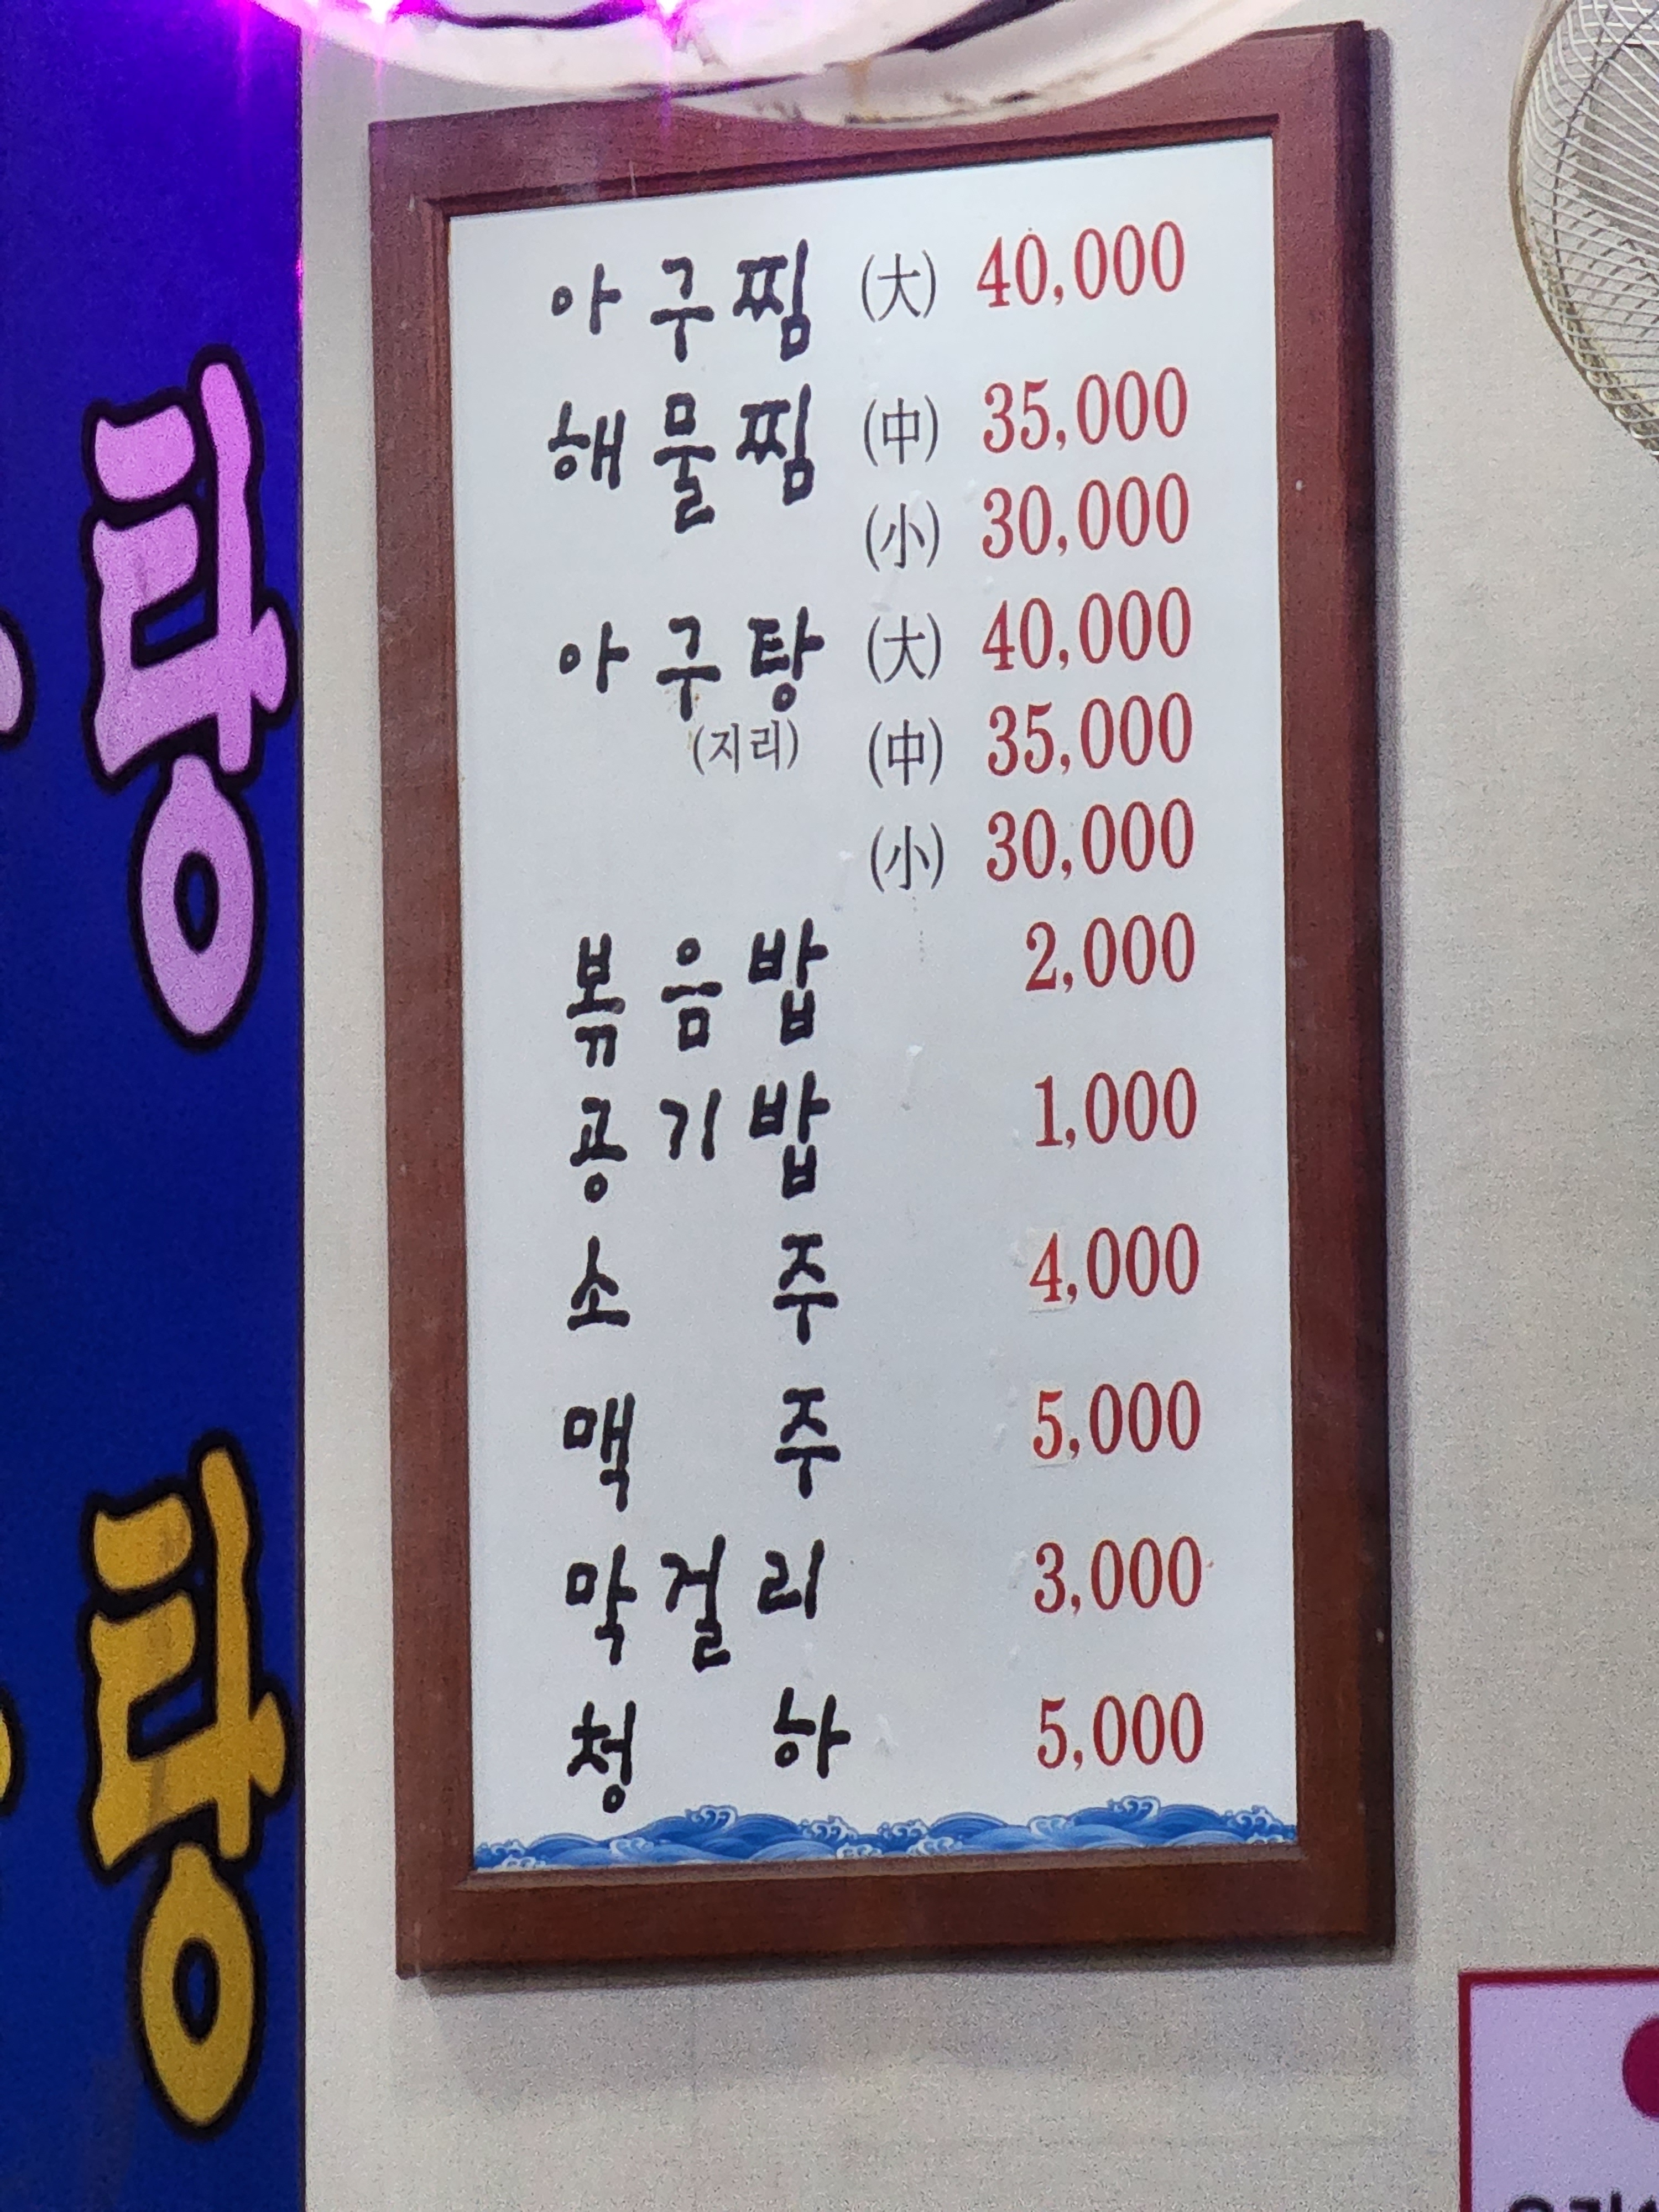 탕
탕
아구찜 (大) 40,000
해물찜 (中) 35,000
(小) 30,000
아구탕 (大) 40,000
(지리) (中) 35,000
(小) 30,000
볶음밥 2,000
공기밥 1,000
소주 4,000
맥주 5,000
막걸리 3,000
청하 5,000